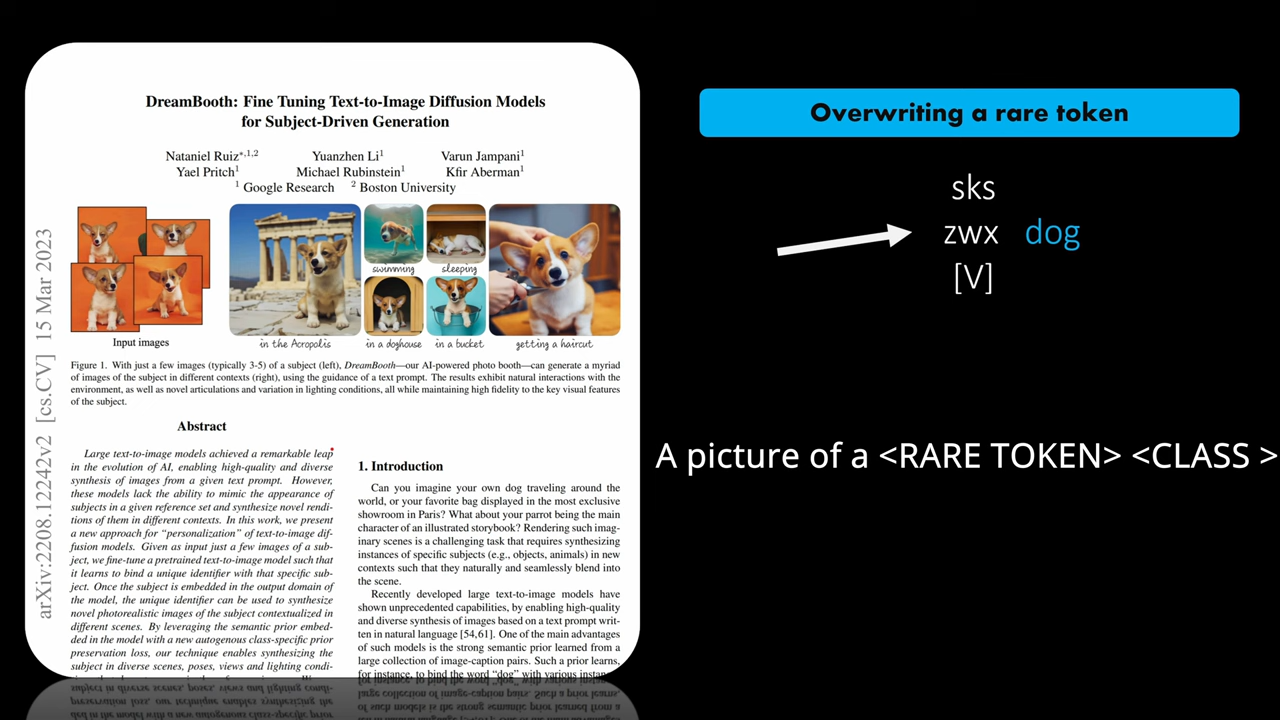 DreamBooth: Fine Tuning Text-to-Image Diffusion Models
for Subject-Driven Generation
Nataniel Ruiz*,1,2 Yuanzhen Li1 Varun Jampani1
Yael Pritch1 Michael Rubinstein1 Kfir Aberman1
1 Google Research 2 Boston University
swimming sleeping
Input images in the Acropolis in a doghouse in a bucket getting a haircut
Figure 1. With just a few images (typically 3-5) of a subject (left), DreamBooth—our AI-powered photo booth—can generate a myriad
of images of the subject in different contexts (right), using the guidance of a text prompt. The results exhibit natural interactions with the
environment, as well as novel articulations and variation in lighting conditions, all while maintaining high fidelity to the key visual features
of the subject.
arXiv:2208.12242v2 [cs.CV] 15 Mar 2023
Abstract
Large text-to-image models achieved a remarkable leap
in the evolution of AI, enabling high-quality and diverse
synthesis of images from a given text prompt. However,
these models lack the ability to mimic the appearance of
subjects in a given reference set and synthesize novel rendi-
tions of them in different contexts. In this work, we present
a new approach for “personalization” of text-to-image dif-
fusion models. Given as input just a few images of a sub-
ject, we fine-tune a pretrained text-to-image model such that
it learns to bind a unique identifier with that specific sub-
ject. Once the subject is embedded in the output domain of
the model, the unique identifier can be used to synthesize
novel photorealistic images of the subject contextualized in
different scenes. By leveraging the semantic prior embed-
ded in the model with a new autogenous class-specific prior
preservation loss, our technique enables synthesizing the
subject in diverse scenes, poses, views and lighting condi-
1. Introduction
Can you imagine your own dog traveling around the
world, or your favorite bag displayed in the most exclusive
showroom in Paris? What about your parrot being the main
character of an illustrated storybook? Rendering such imag-
inary scenes is a challenging task that requires synthesizing
instances of specific subjects (e.g., objects, animals) in new
contexts such that they naturally and seamlessly blend into
the scene.
Recently developed large text-to-image models have
shown unprecedented capabilities, by enabling high-quality
and diverse synthesis of images based on a text prompt writ-
ten in natural language [54,61]. One of the main advantages
of such models is the strong semantic prior learned from a
large collection of image-caption pairs. Such a prior learns,
for instance, to bind the word “dog” with various
Overwriting a rare token
sks
zwx dog
[V]
A picture of a <RARE TOKEN> <CLASS >